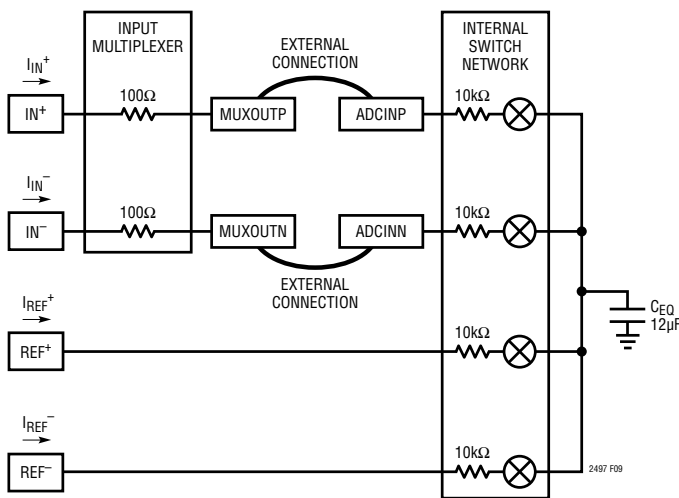 INPUT
MULTIPLEXER
EXTERNAL
CONNECTION
INTERNAL
SWITCH
NETWORK
IIN+
IN+
100Ω
MUXOUTP
ADCINP
10kΩ
IIN–
IN–
100Ω
MUXOUTN
ADCINN
10kΩ
EXTERNAL
CONNECTION
IREF+
REF+
10kΩ
CEQ
12µF
IREF–
REF–
10kΩ
2497 F09